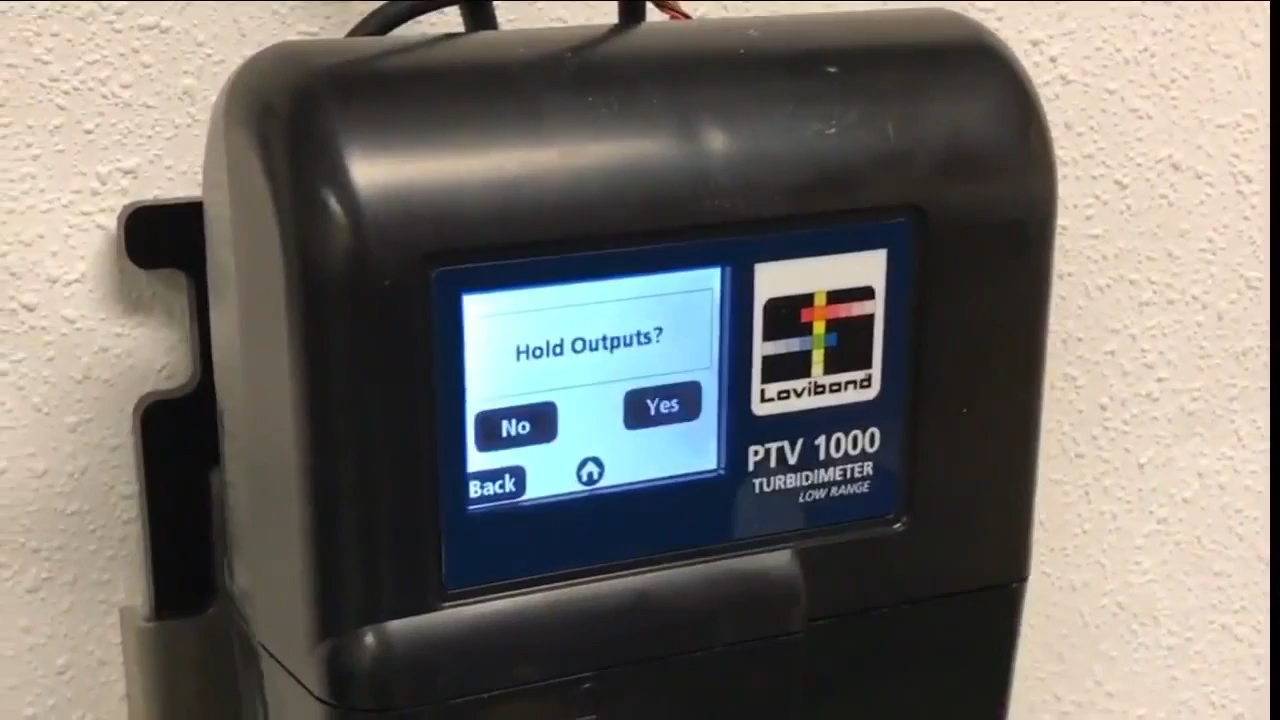 Hold Outputs?
No
Yes
Back
Lovibond
PTV 1000
TURBIDIMETER
LOW RANGE